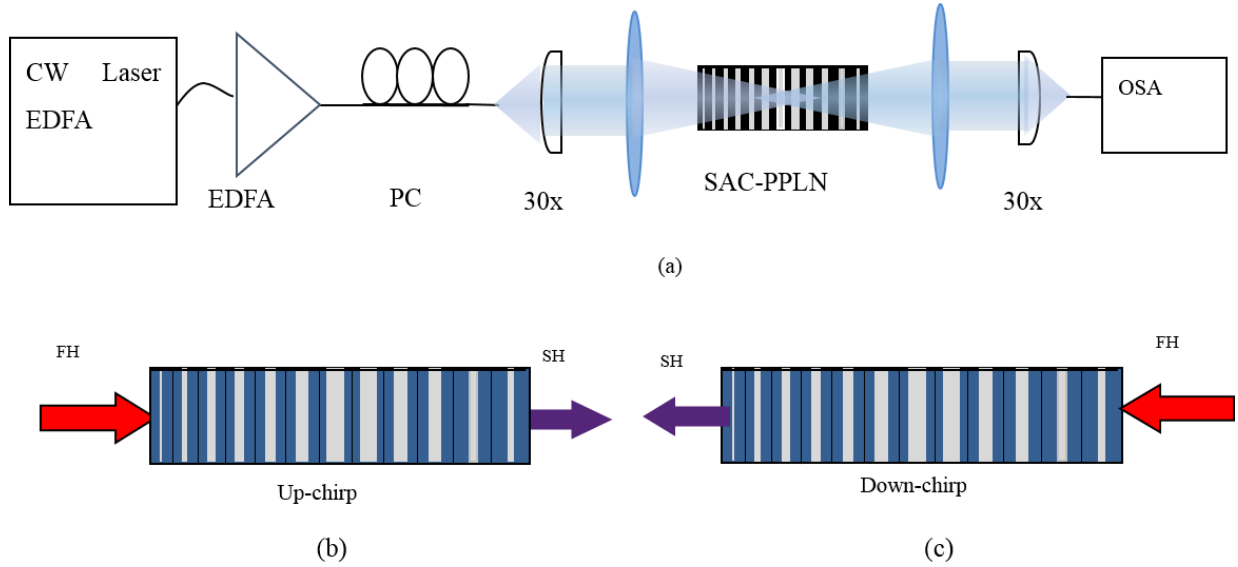 CW Laser
EDFA
EDFA
PC
30x
SAC-PPLN
30x
OSA
(a)
FH
SH
SH
FH
Up-chirp
Down-chirp
(b)
(c)